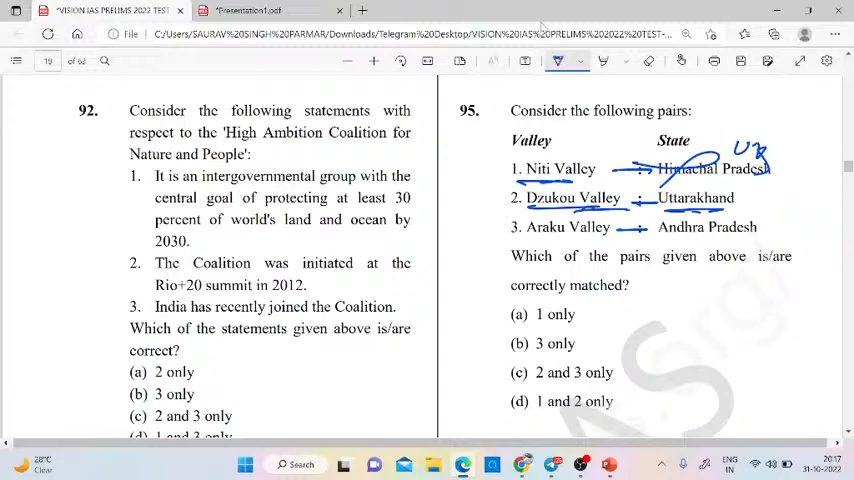 *VISION IAS PRELIMS 2022 TEST
*Presentation1.pdf
File
C:/Users/SAURAV%20SINGH%20PARMAR/Downloads/Telegram%20Desktop/VISION%20IAS%20PRELIMS%202022%20TEST-...
19 of 63
92. Consider the following statements with
respect to the 'High Ambition Coalition for
Nature and People':
1. It is an intergovernmental group with the
central goal of protecting at least 30
percent of world's land and ocean by
2030.
2. The Coalition was initiated at the
Rio+20 summit in 2012.
3. India has recently joined the Coalition.
Which of the statements given above is/are
correct?
(a) 2 only
(b) 3 only
(c) 2 and 3 only
(d) 1 and 3 only
95. Consider the following pairs:
Valley State
1. Niti Valley : Himachal Pradesh
2. Dzukou Valley : Uttarakhand
3. Araku Valley : Andhra Pradesh
Which of the pairs given above is/are
correctly matched?
(a) 1 only
(b) 3 only
(c) 2 and 3 only
(d) 1 and 2 only
28°C
Clear
Search
ENG
IN
20:17
31-10-2022